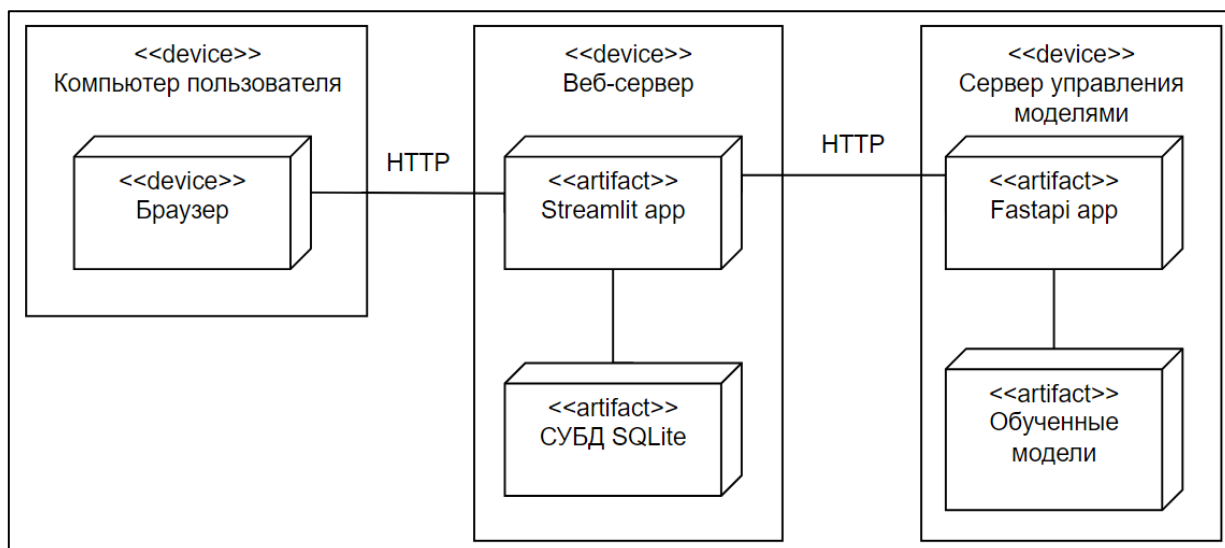 <<device>>
Компьютер пользователя
<<device>>
Браузер
HTTP
<<device>>
Веб-сервер
<<artifact>>
Streamlit app
<<artifact>>
СУБД SQLite
HTTP
<<device>>
Сервер управления
моделями
<<artifact>>
Fastapi app
<<artifact>>
Обученные
модели